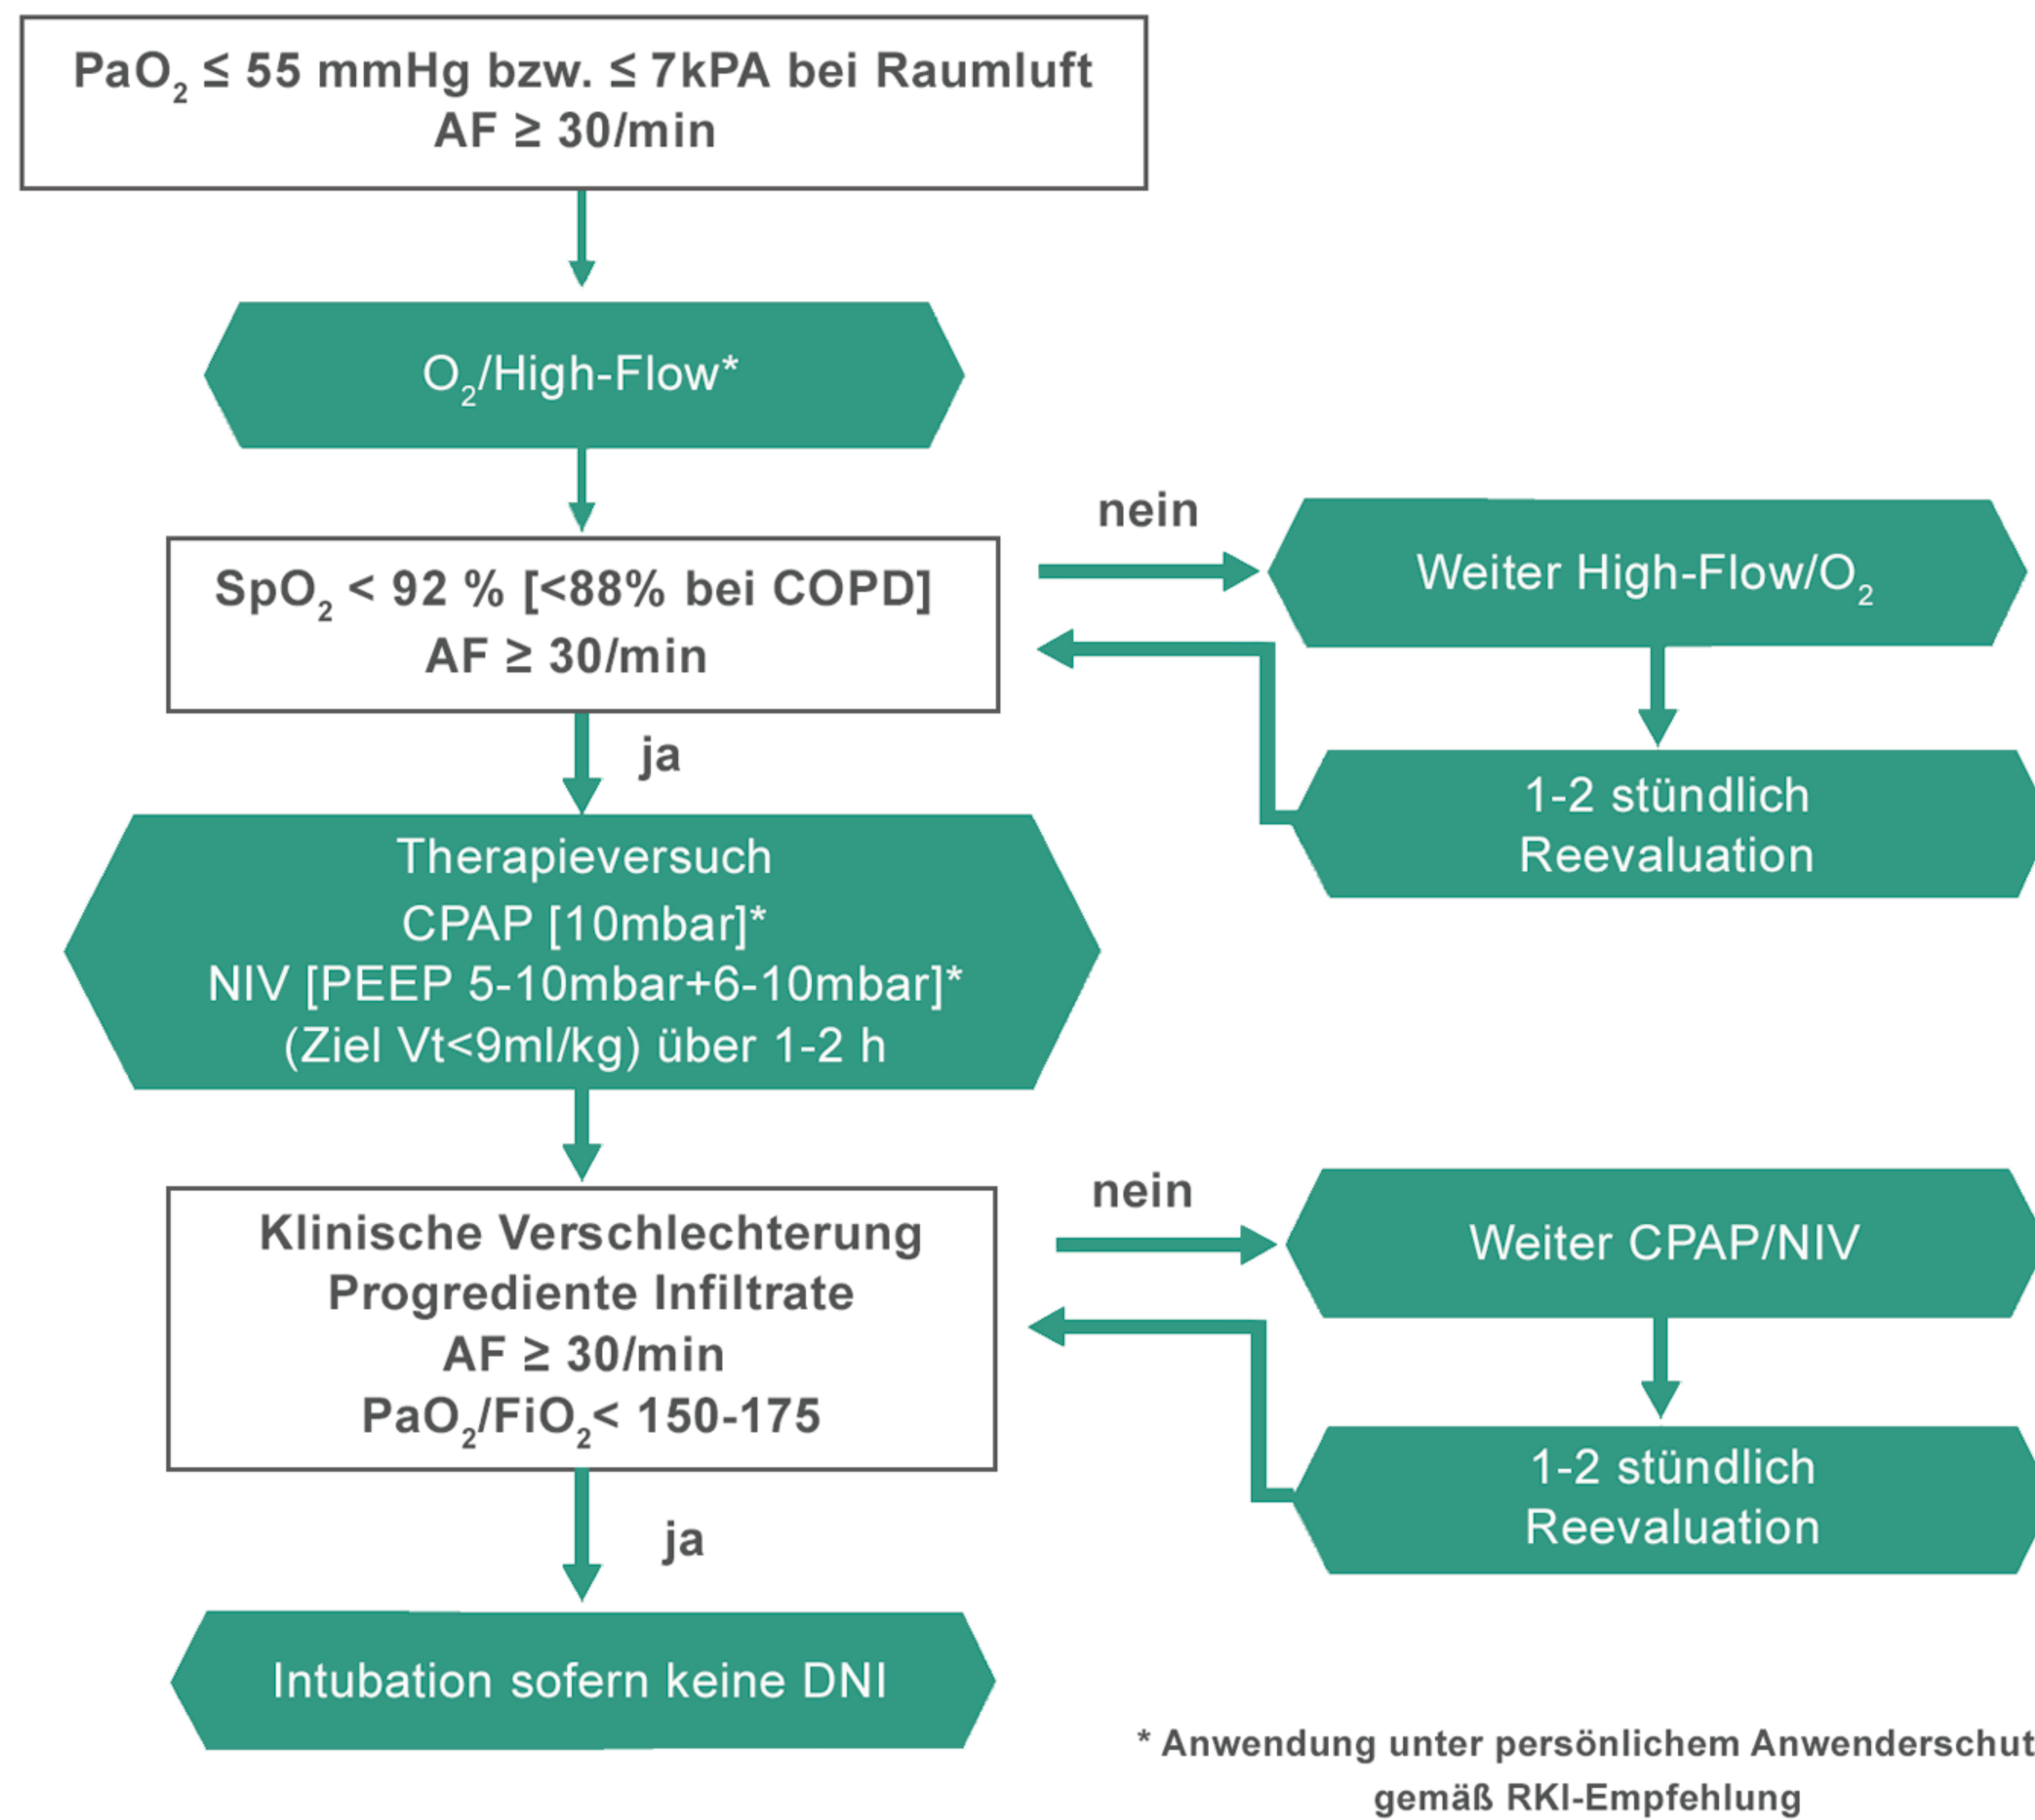 PaO₂ ≤ 55 mmHg bzw. ≤ 7kPA bei Raumluft
AF ≥ 30/min
O₂/High-Flow*
SpO₂ < 92 % [<88% bei COPD]
AF ≥ 30/min
nein
Weiter High-Flow/O₂
1-2 stündlich
Reevaluation
ja
Therapieversuch
CPAP [10mbar]*
NIV [PEEP 5-10mbar+6-10mbar]*
(Ziel Vt<9ml/kg) über 1-2 h
Klinische Verschlechterung
Progrediente Infiltrate
AF ≥ 30/min
PaO₂/FiO₂< 150-175
nein
Weiter CPAP/NIV
1-2 stündlich
Reevaluation
ja
Intubation sofern keine DNI
* Anwendung unter persönlichem Anwenderschut
gemäß RKI-Empfehlung